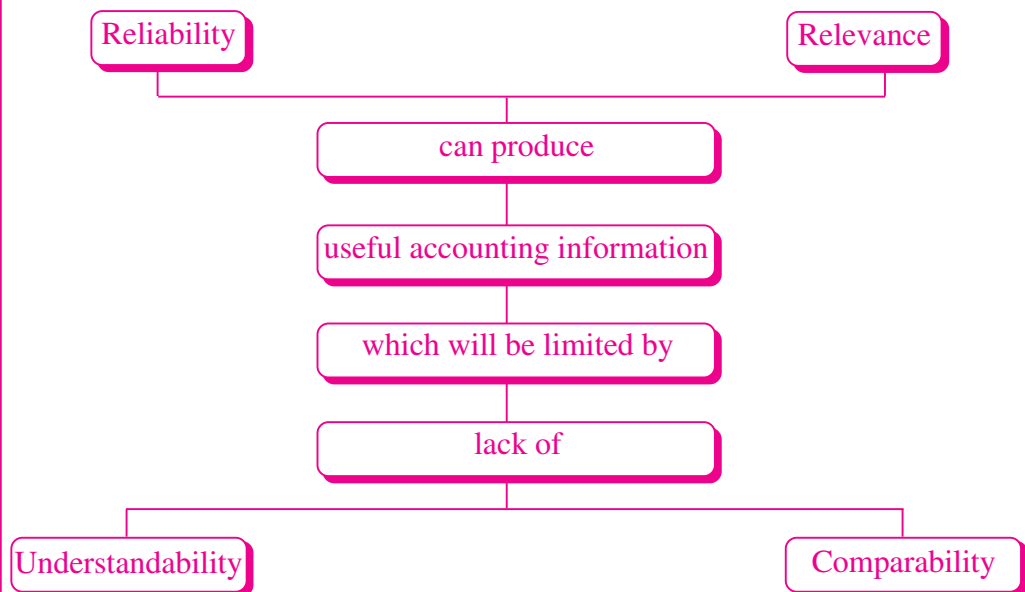 Reliability
Relevance
can produce
useful accounting information
which will be limited by
lack of
Understandability
Comparability